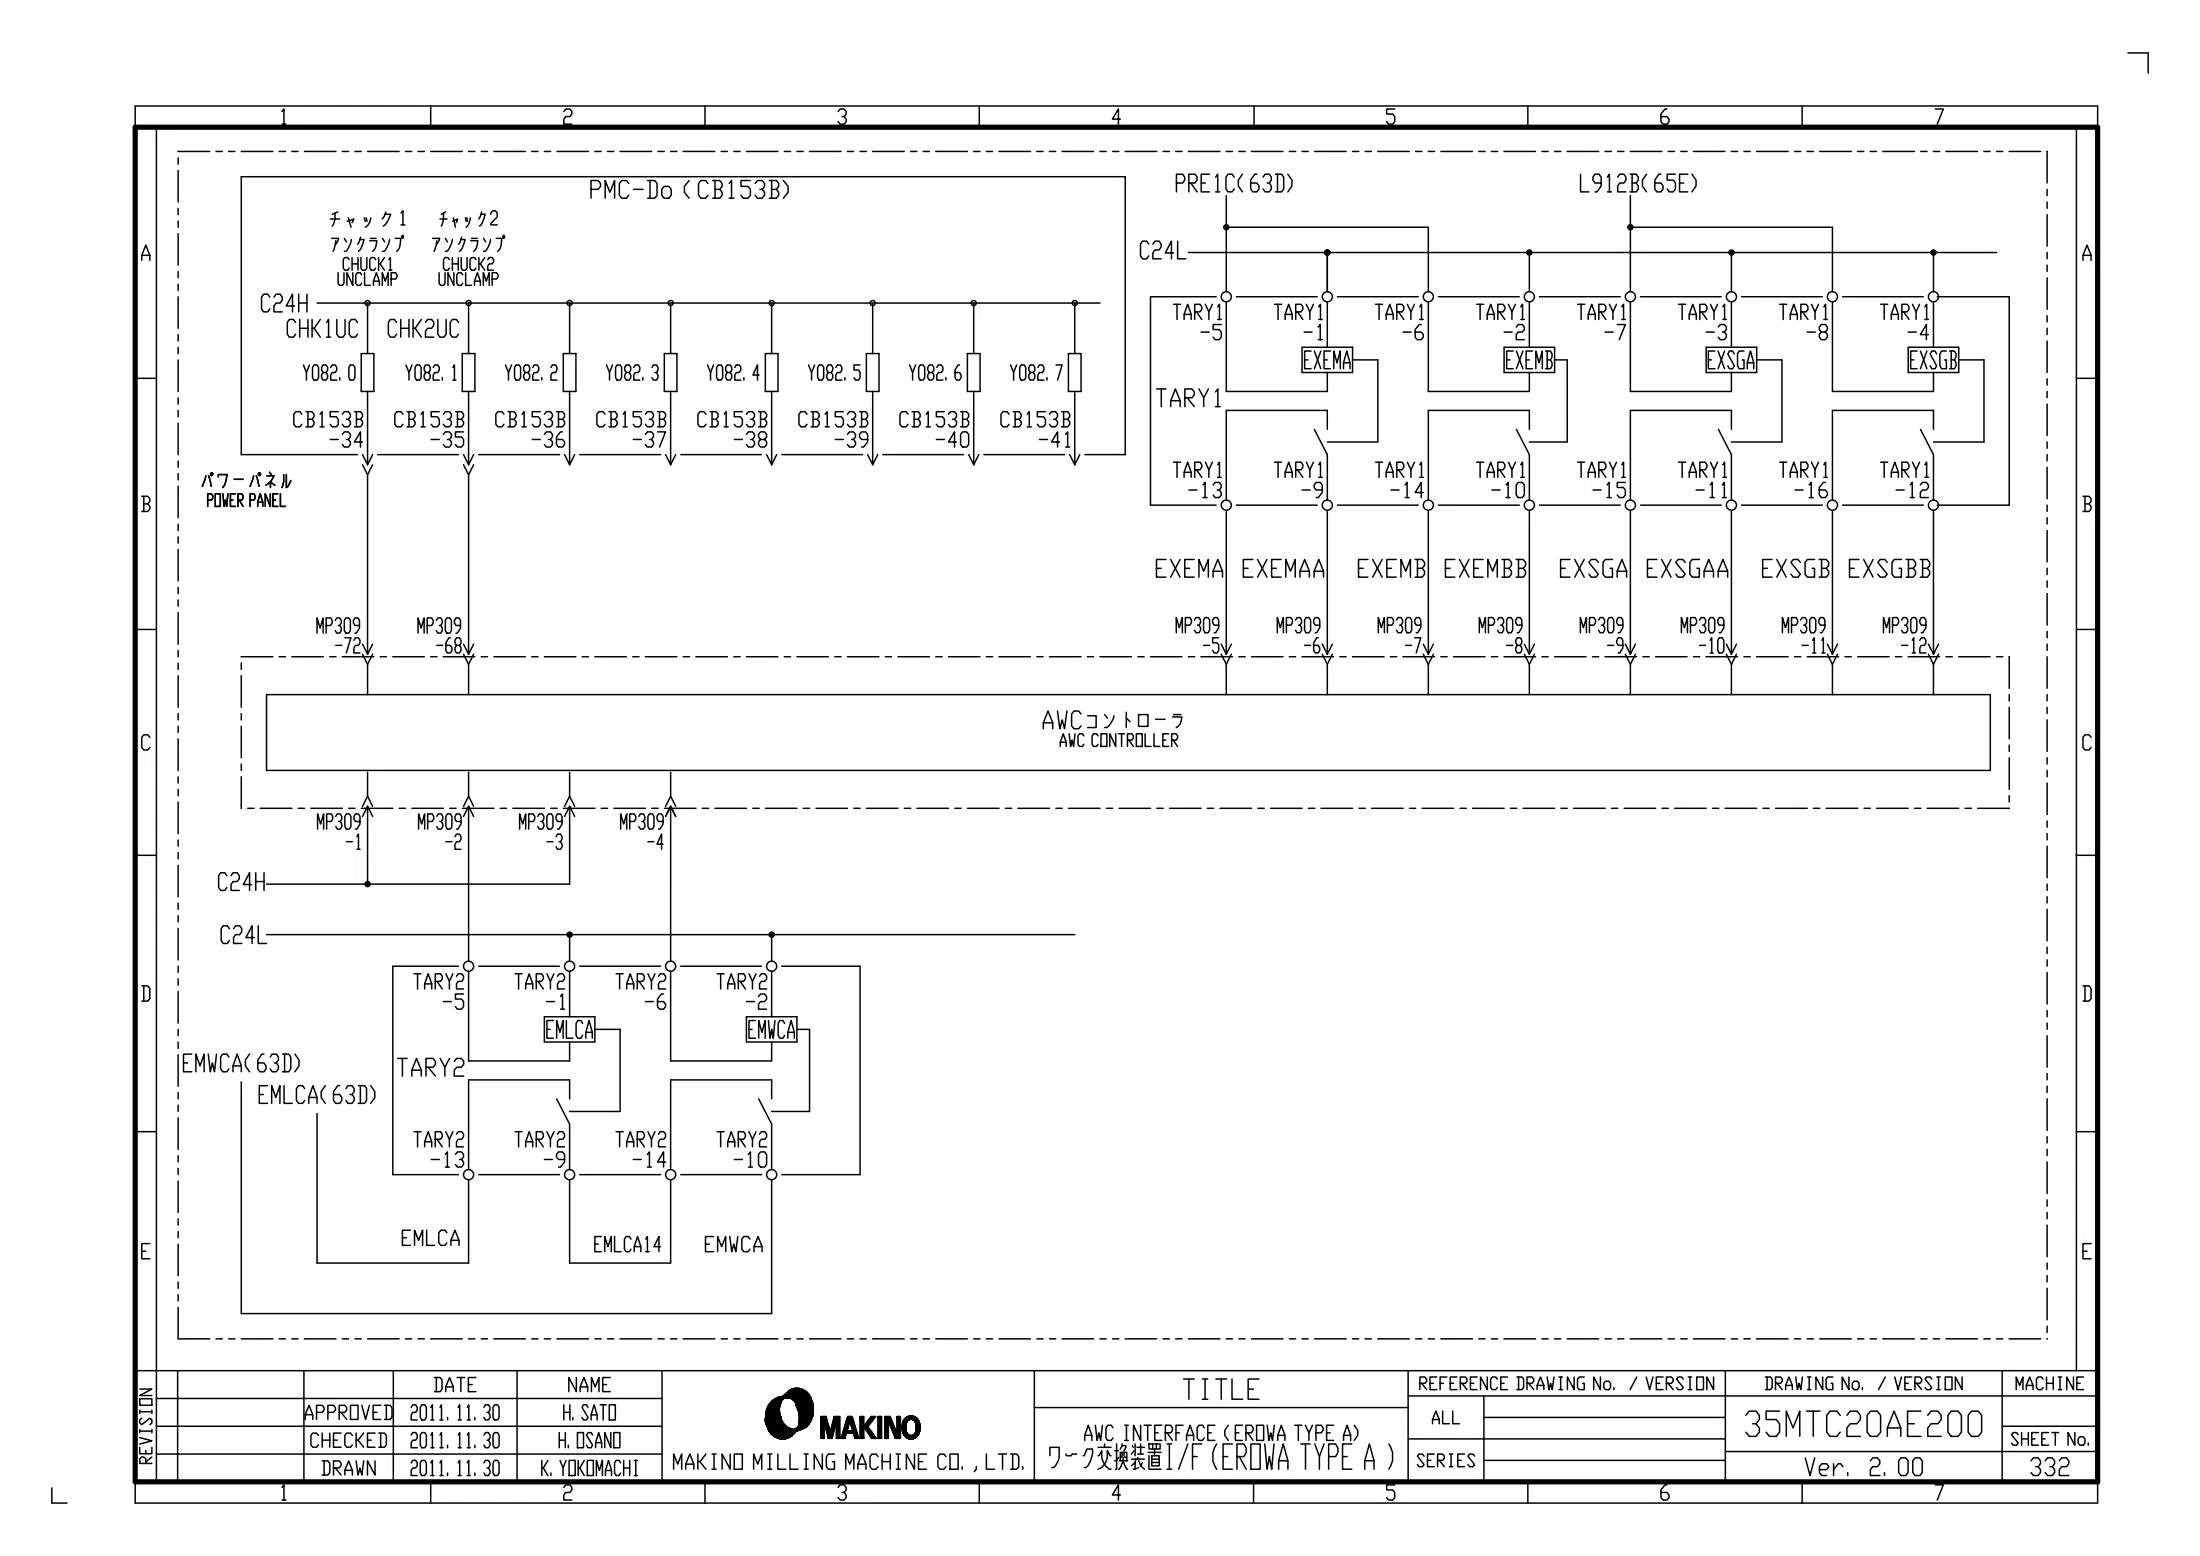 1 2 3 4 5 6 7
A
B
C
D
E
PMC-Do (CB153B)
チャック1
アンクランプ
CHUCK1
UNCLAMP
チャック2
アンクランプ
CHUCK2
UNCLAMP
C24H
CHK1UC CHK2UC
Y082.0 Y082.1 Y082.2 Y082.3 Y082.4 Y082.5 Y082.6 Y082.7
CB153B CB153B CB153B CB153B CB153B CB153B CB153B CB153B
-34 -35 -36 -37 -38 -39 -40 -41
パワーパネル
POWER PANEL
PRE1C(63D) L912B(65E)
C24L
TARY1 TARY1 TARY1 TARY1 TARY1 TARY1 TARY1 TARY1
-5 -1 -6 -2 -7 -3 -8 -4
EXEMA EXEMB EXSGA EXSGB
TARY1
TARY1 TARY1 TARY1 TARY1 TARY1 TARY1 TARY1 TARY1
-13 -9 -14 -10 -15 -11 -16 -12
EXEMA EXEMAA EXEMB EXEMBB EXSGA EXSGAA EXSGB EXSGBB
MP309 MP309 MP309 MP309 MP309 MP309 MP309 MP309 MP309 MP309
-72 -68 -5 -6 -7 -8 -9 -10 -11 -12
AWCコントローラ
AWC CONTROLLER
MP309 MP309 MP309 MP309
-1 -2 -3 -4
C24H
C24L
TARY2 TARY2 TARY2 TARY2
-5 -1 -6 -2
EMLCA EMWCA
EMWCA(63D)
TARY2
EMLCA(63D)
TARY2 TARY2 TARY2 TARY2
-13 -9 -14 -10
EMLCA EMLCA14 EMWCA
A
B
C
D
E
REVISION
DATE NAME
APPROVED 2011.11.30 H. SATO
CHECKED 2011.11.30 H. OSANO
DRAWN 2011.11.30 K. YOKOMACHI
MAKINO
MAKINO MILLING MACHINE CO.,LTD.
TITLE
AWC INTERFACE (EROWA TYPE A)
ワーク交換装置I/F (EROWA TYPE A )
REFERENCE DRAWING No. / VERSION
ALL
SERIES
DRAWING No. / VERSION
35MTC20AE200
Ver. 2.00
MACHINE
SHEET No.
332
1 2 3 4 5 6 7